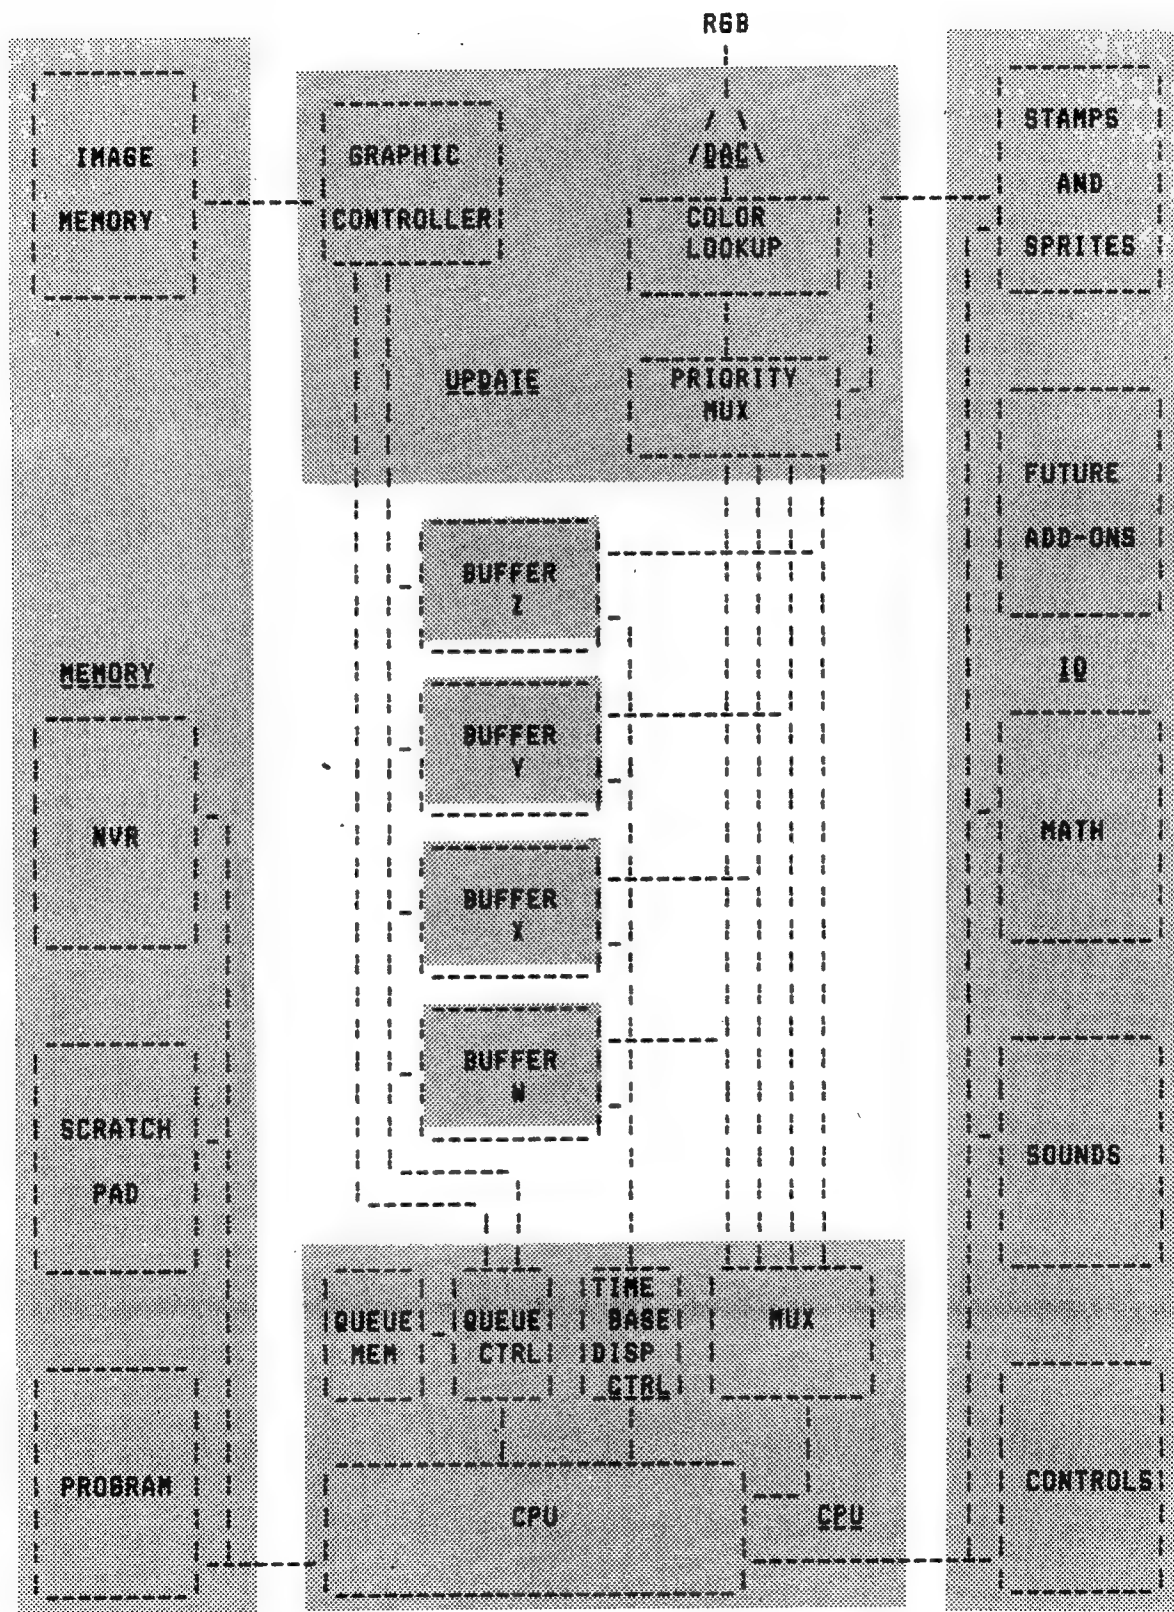 RGB
IMAGE
MEMORY
GRAPHIC
CONTROLLER
/DAC\
COLOR
LOOKUP
STAMPS
AND
SPRITES
UPDATE
PRIORITY
MUX
FUTURE
ADD-ONS
BUFFER
Z
MEMORY
IO
BUFFER
Y
NVR
MATH
BUFFER
X
BUFFER
W
SCRATCH
PAD
SOUNDS
QUEUE
MEM
QUEUE
CTRL
TIME
BASE
DISP
CTRL
MUX
PROGRAM
CPU
CPU
CONTROLS